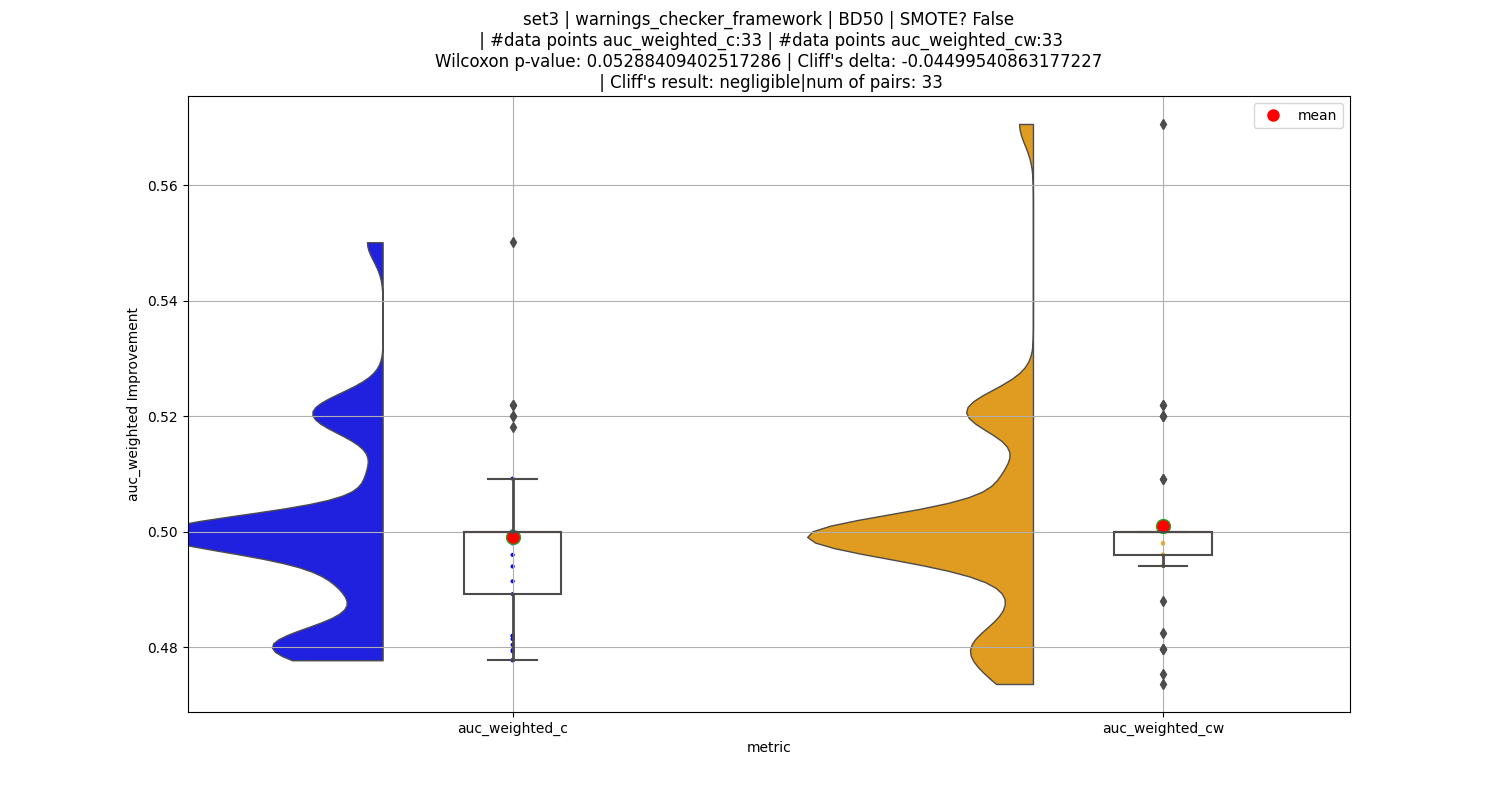 set3 | warnings_checker_framework | BD50 | SMOTE? False
| #data points auc_weighted_c:33 | #data points auc_weighted_cw:33
Wilcoxon p-value: 0.05288409402517286 | Cliff's delta: -0.04499540863177227
| Cliff's result: negligible|num of pairs: 33
mean
0.56
0.54
0.52
0.50
0.48
auc_weighted Improvement
auc_weighted_c
auc_weighted_cw
metric